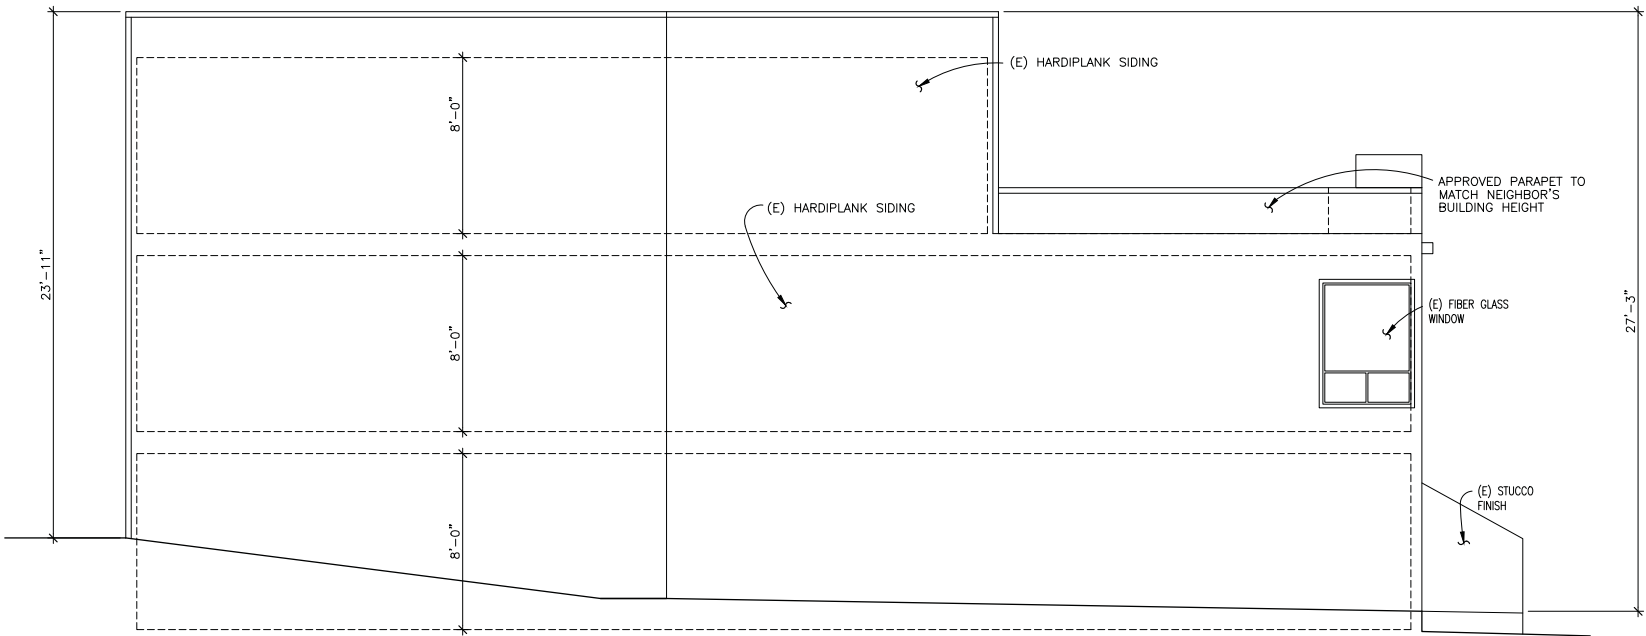 (E) HARDIPLANK SIDING
8'-0"
APPROVED PARAPET TO
MATCH NEIGHBOR'S
BUILDING HEIGHT
(E) HARDIPLANK SIDING
23'-11"
27'-3"
(E) FIBER GLASS
WINDOW
8'-0"
(E) STUCCO
FINISH
8'-0"